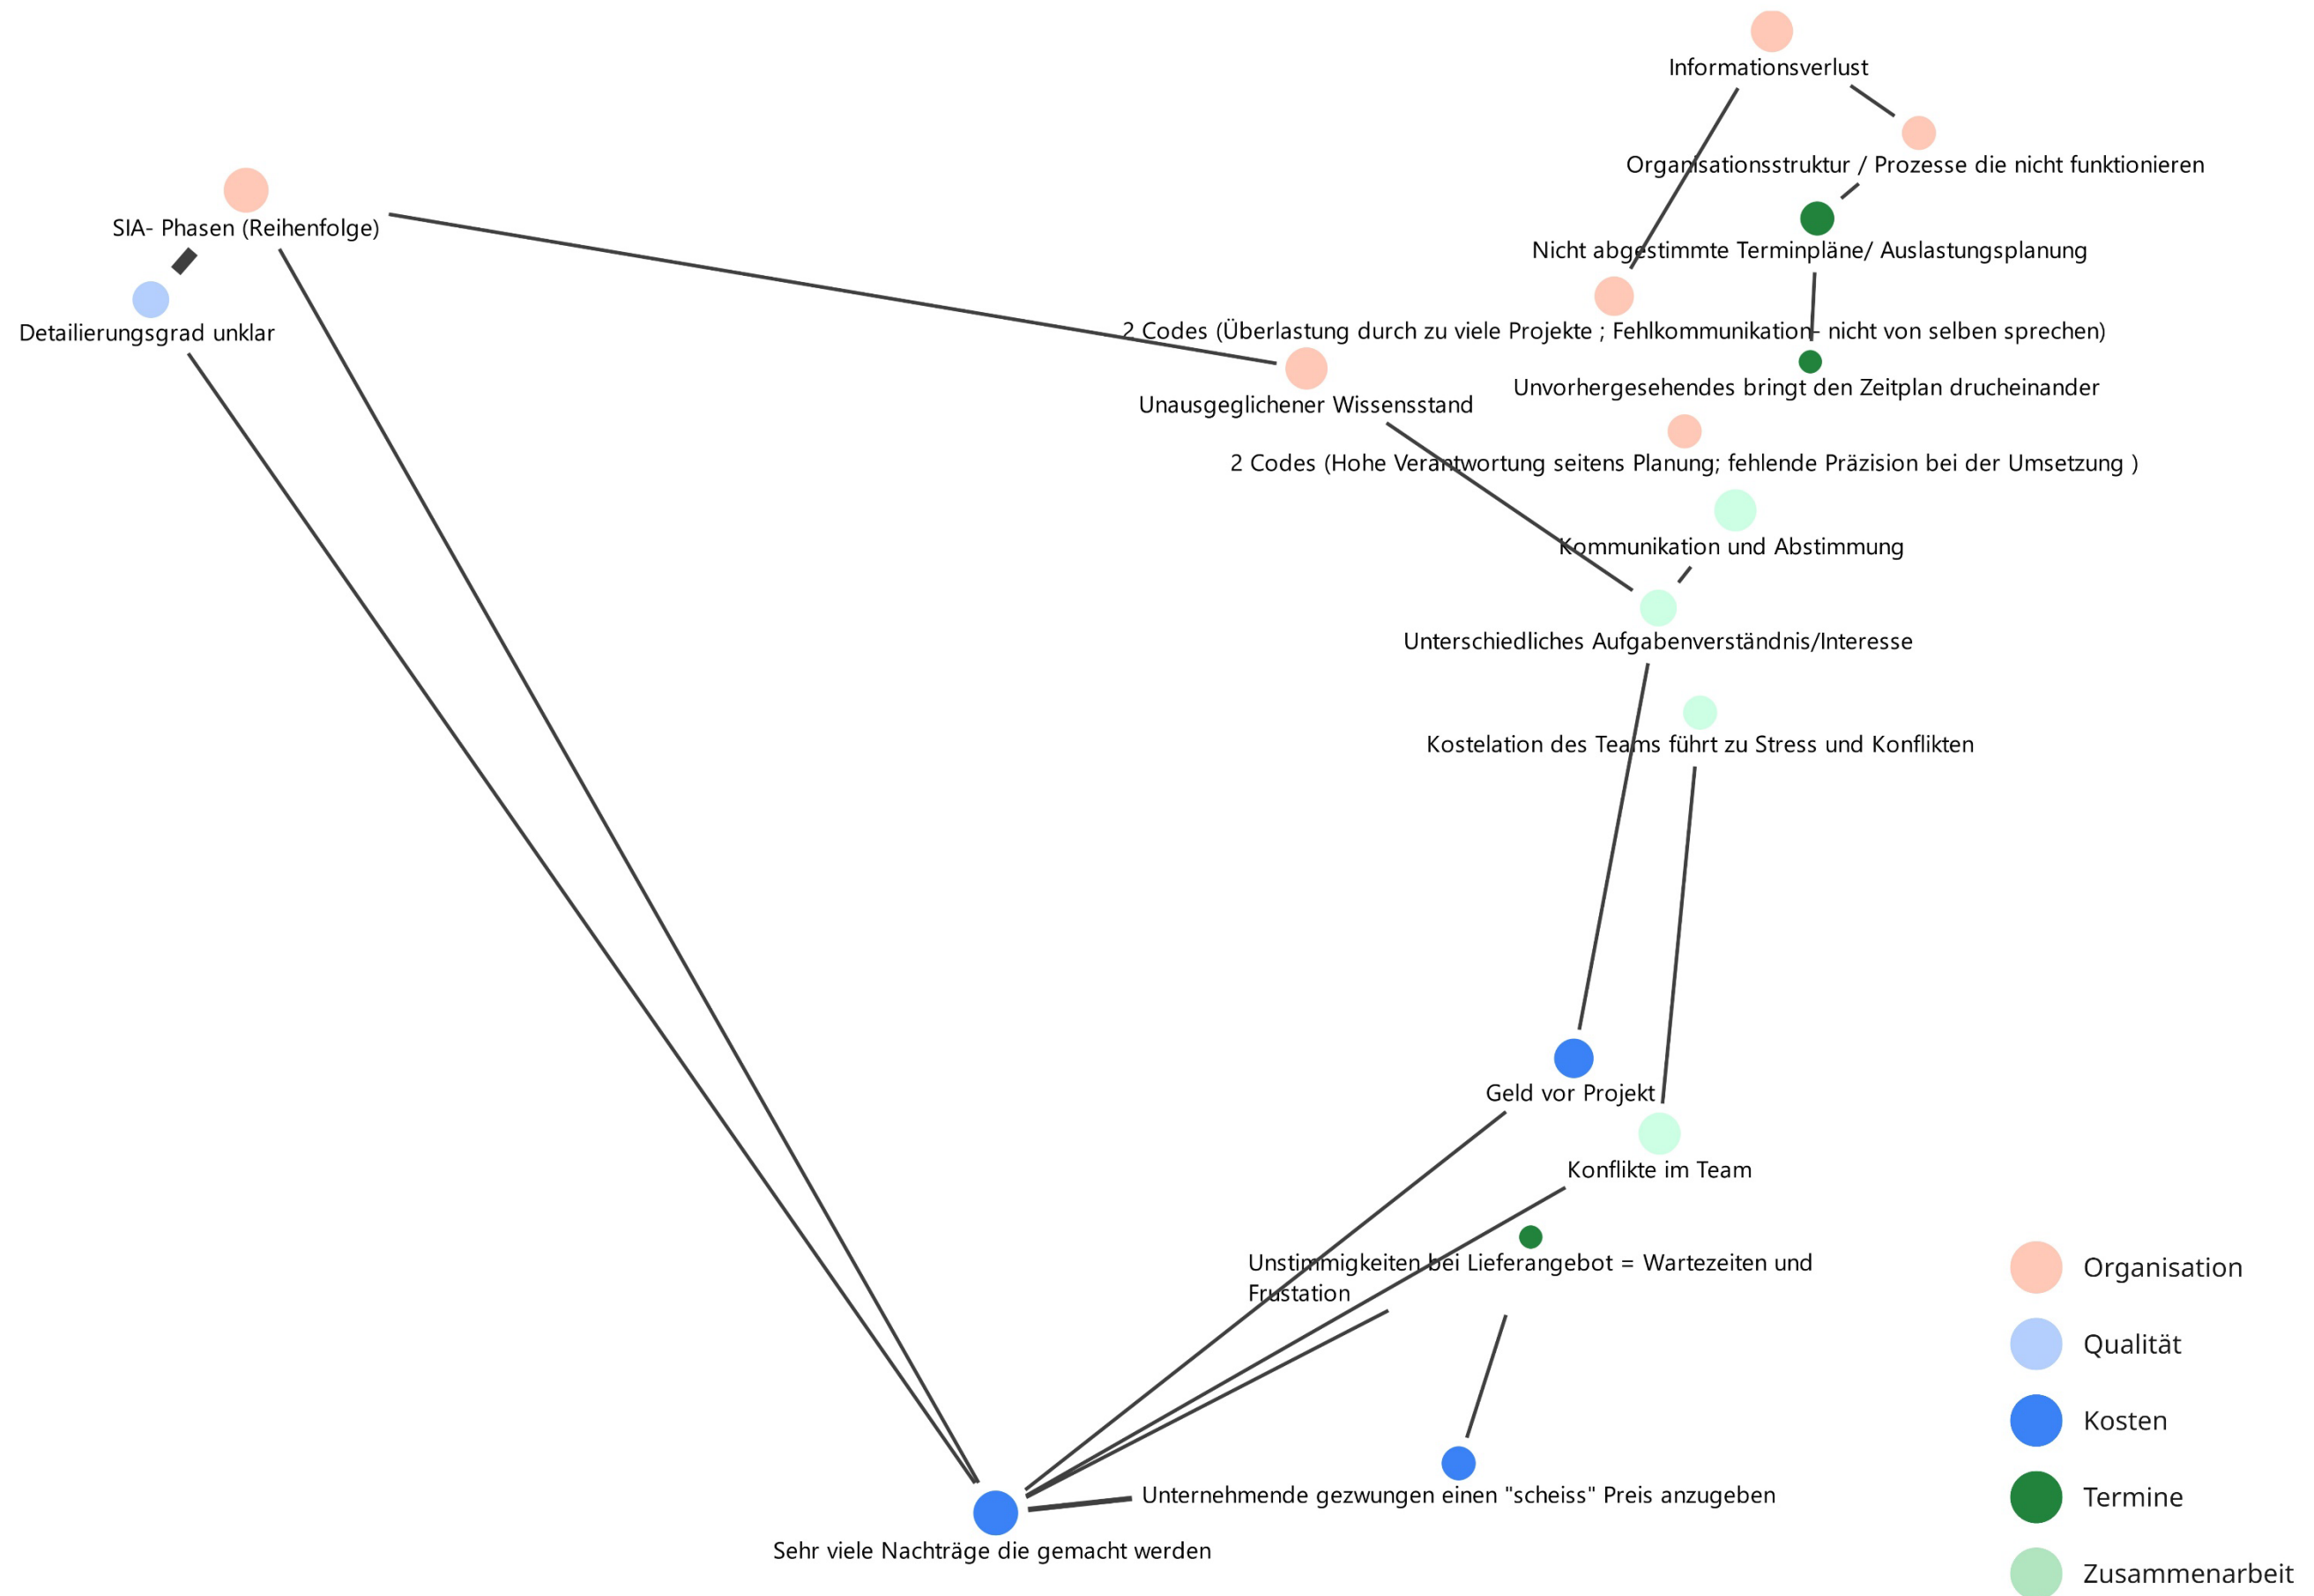 Informationsverlust
Organisationsstruktur / Prozesse die nicht funktionieren
SIA- Phasen (Reihenfolge)
Nicht abgestimmte Terminpläne/ Auslastungsplanung
Detailierungsgrad unklar
2 Codes (Überlastung durch zu viele Projekte ; Fehlkommunikation- nicht von selben sprechen)
Unvorhergesehendes bringt den Zeitplan drucheinander
Unausgeglichener Wissensstand
2 Codes (Hohe Verantwortung seitens Planung; fehlende Präzision bei der Umsetzung )
Kommunikation und Abstimmung
Unterschiedliches Aufgabenverständnis/Interesse
Kostelation des Teams führt zu Stress und Konflikten
Geld vor Projekt
Konflikte im Team
Unstimmigkeiten bei Lieferangebot = Wartezeiten und
Frustation
Unternehmende gezwungen einen "scheiss" Preis anzugeben
Sehr viele Nachträge die gemacht werden
Organisation
Qualität
Kosten
Termine
Zusammenarbeit